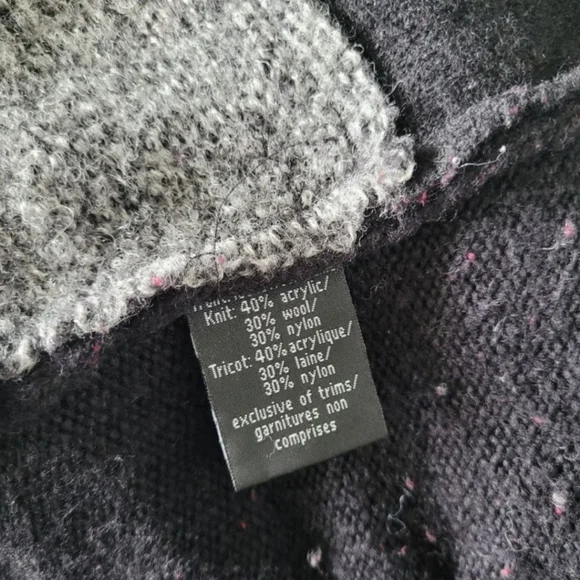 Knit: 40% acrylic/
30% wool/
30% nylon
Tricot: 40% acrylique/
30% laine/
30% nylon
exclusive of trims/
garnitures non
comprises